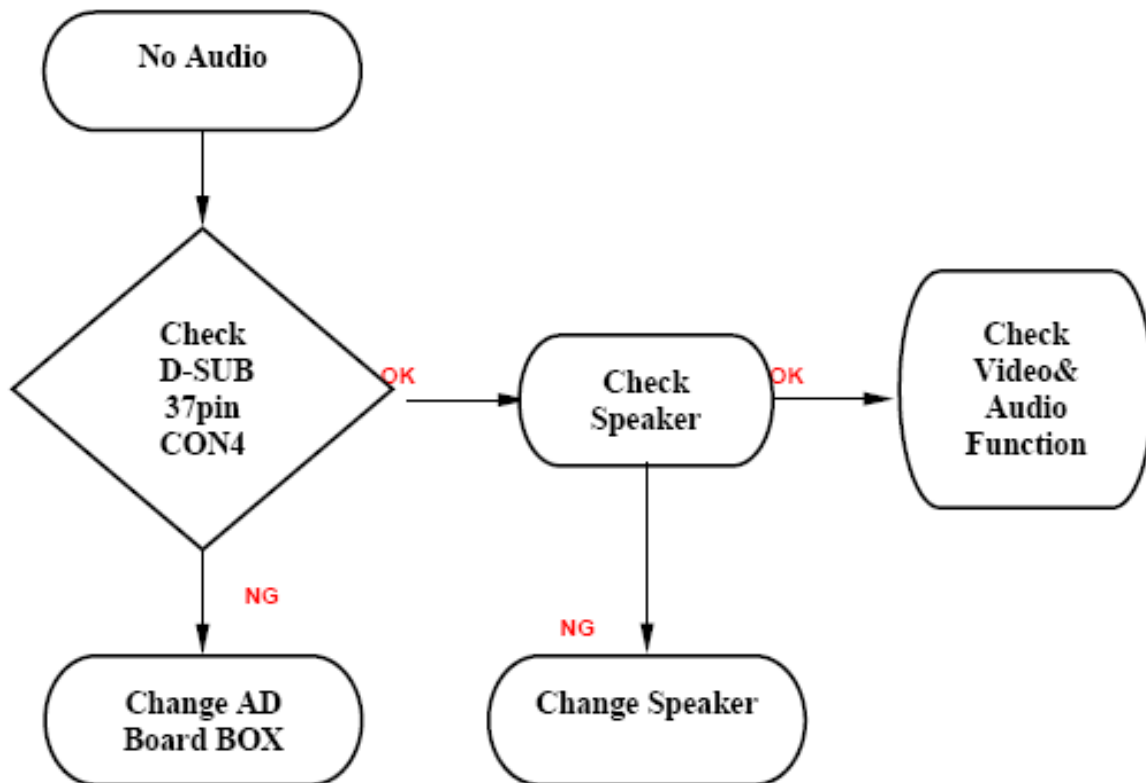 No Audio
Check
D-SUB
37pin
CON4
OK
Check
Speaker
OK
Check
Video&
Audio
Function
NG
NG
Change AD
Board BOX
Change Speaker